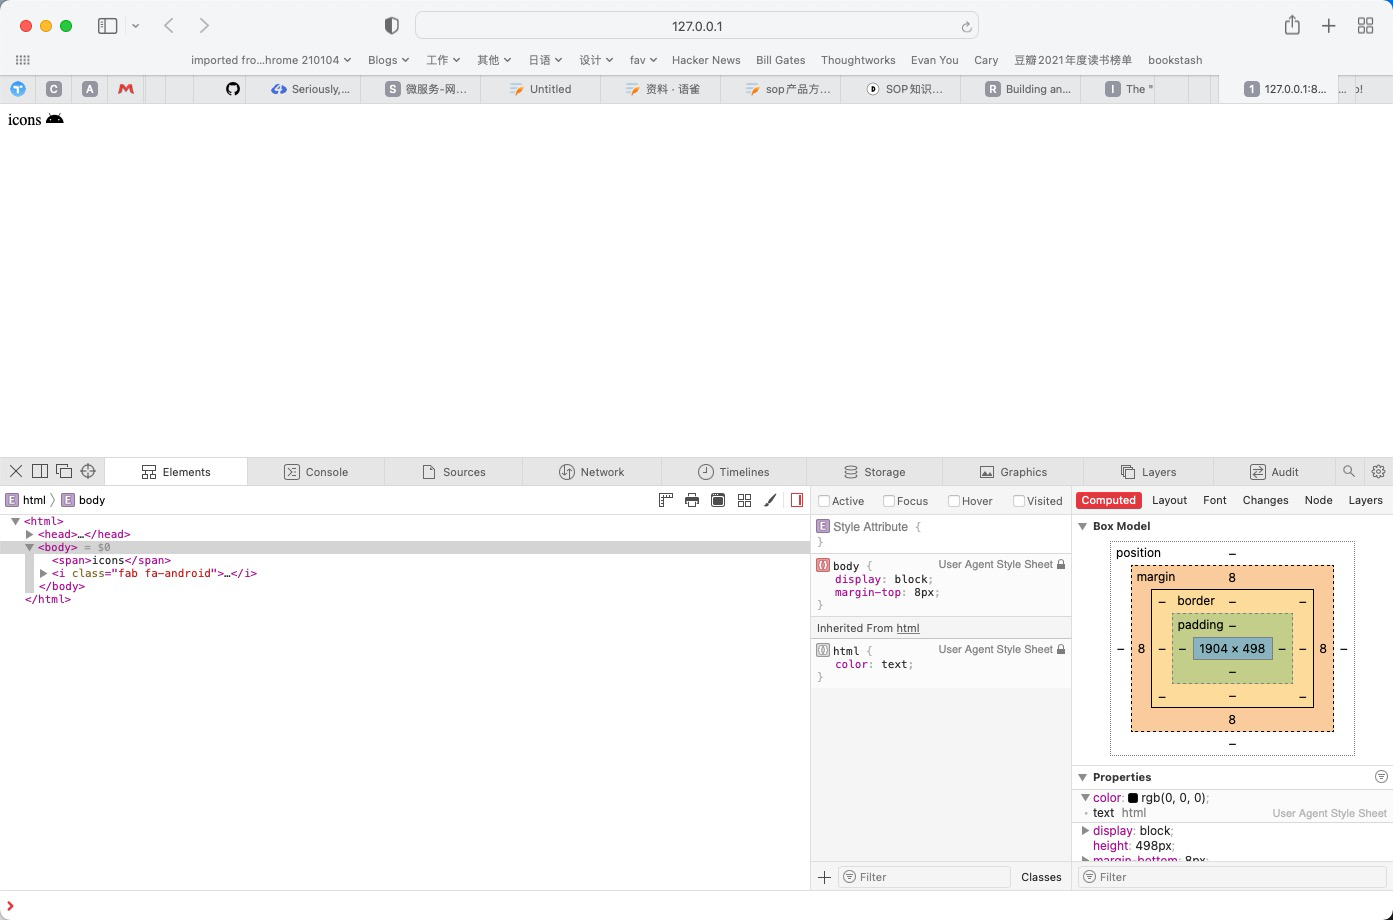 127.0.0.1
imported fro...hrome 210104 Blogs 工作 其他 日语 设计 fav Hacker News Bill Gates Thoughtworks Evan You Cary 豆瓣2021年度读书榜单 bookstash
C A Seriously,... S 微服务-网... Untitled 资料 · 语雀 sop产品方... D SOP知识... R Building an... I The " 1 127.0.0.1:8... ... o!
icons
Elements Console Sources Network Timelines Storage Graphics Layers Audit
E html E body
Active Focus Hover Visited
Computed Layout Font Changes Node Layers
<html>
<head>…</head>
<body> = $0
<span>icons</span>
<i class="fab fa-android">…</i>
</body>
</html>
E Style Attribute {
}
body { User Agent Style Sheet
display: block;
margin-top: 8px;
}
Inherited From html
html { User Agent Style Sheet
color: text;
}
Box Model
position –
margin 8
– border – –
padding –
– 8 – – 1904 × 498 – – 8 –
–
– – –
8
–
Properties
color: rgb(0, 0, 0);
text html User Agent Style Sheet
display: block;
height: 498px;
margin-bottom: 8px;
Filter Classes
Filter